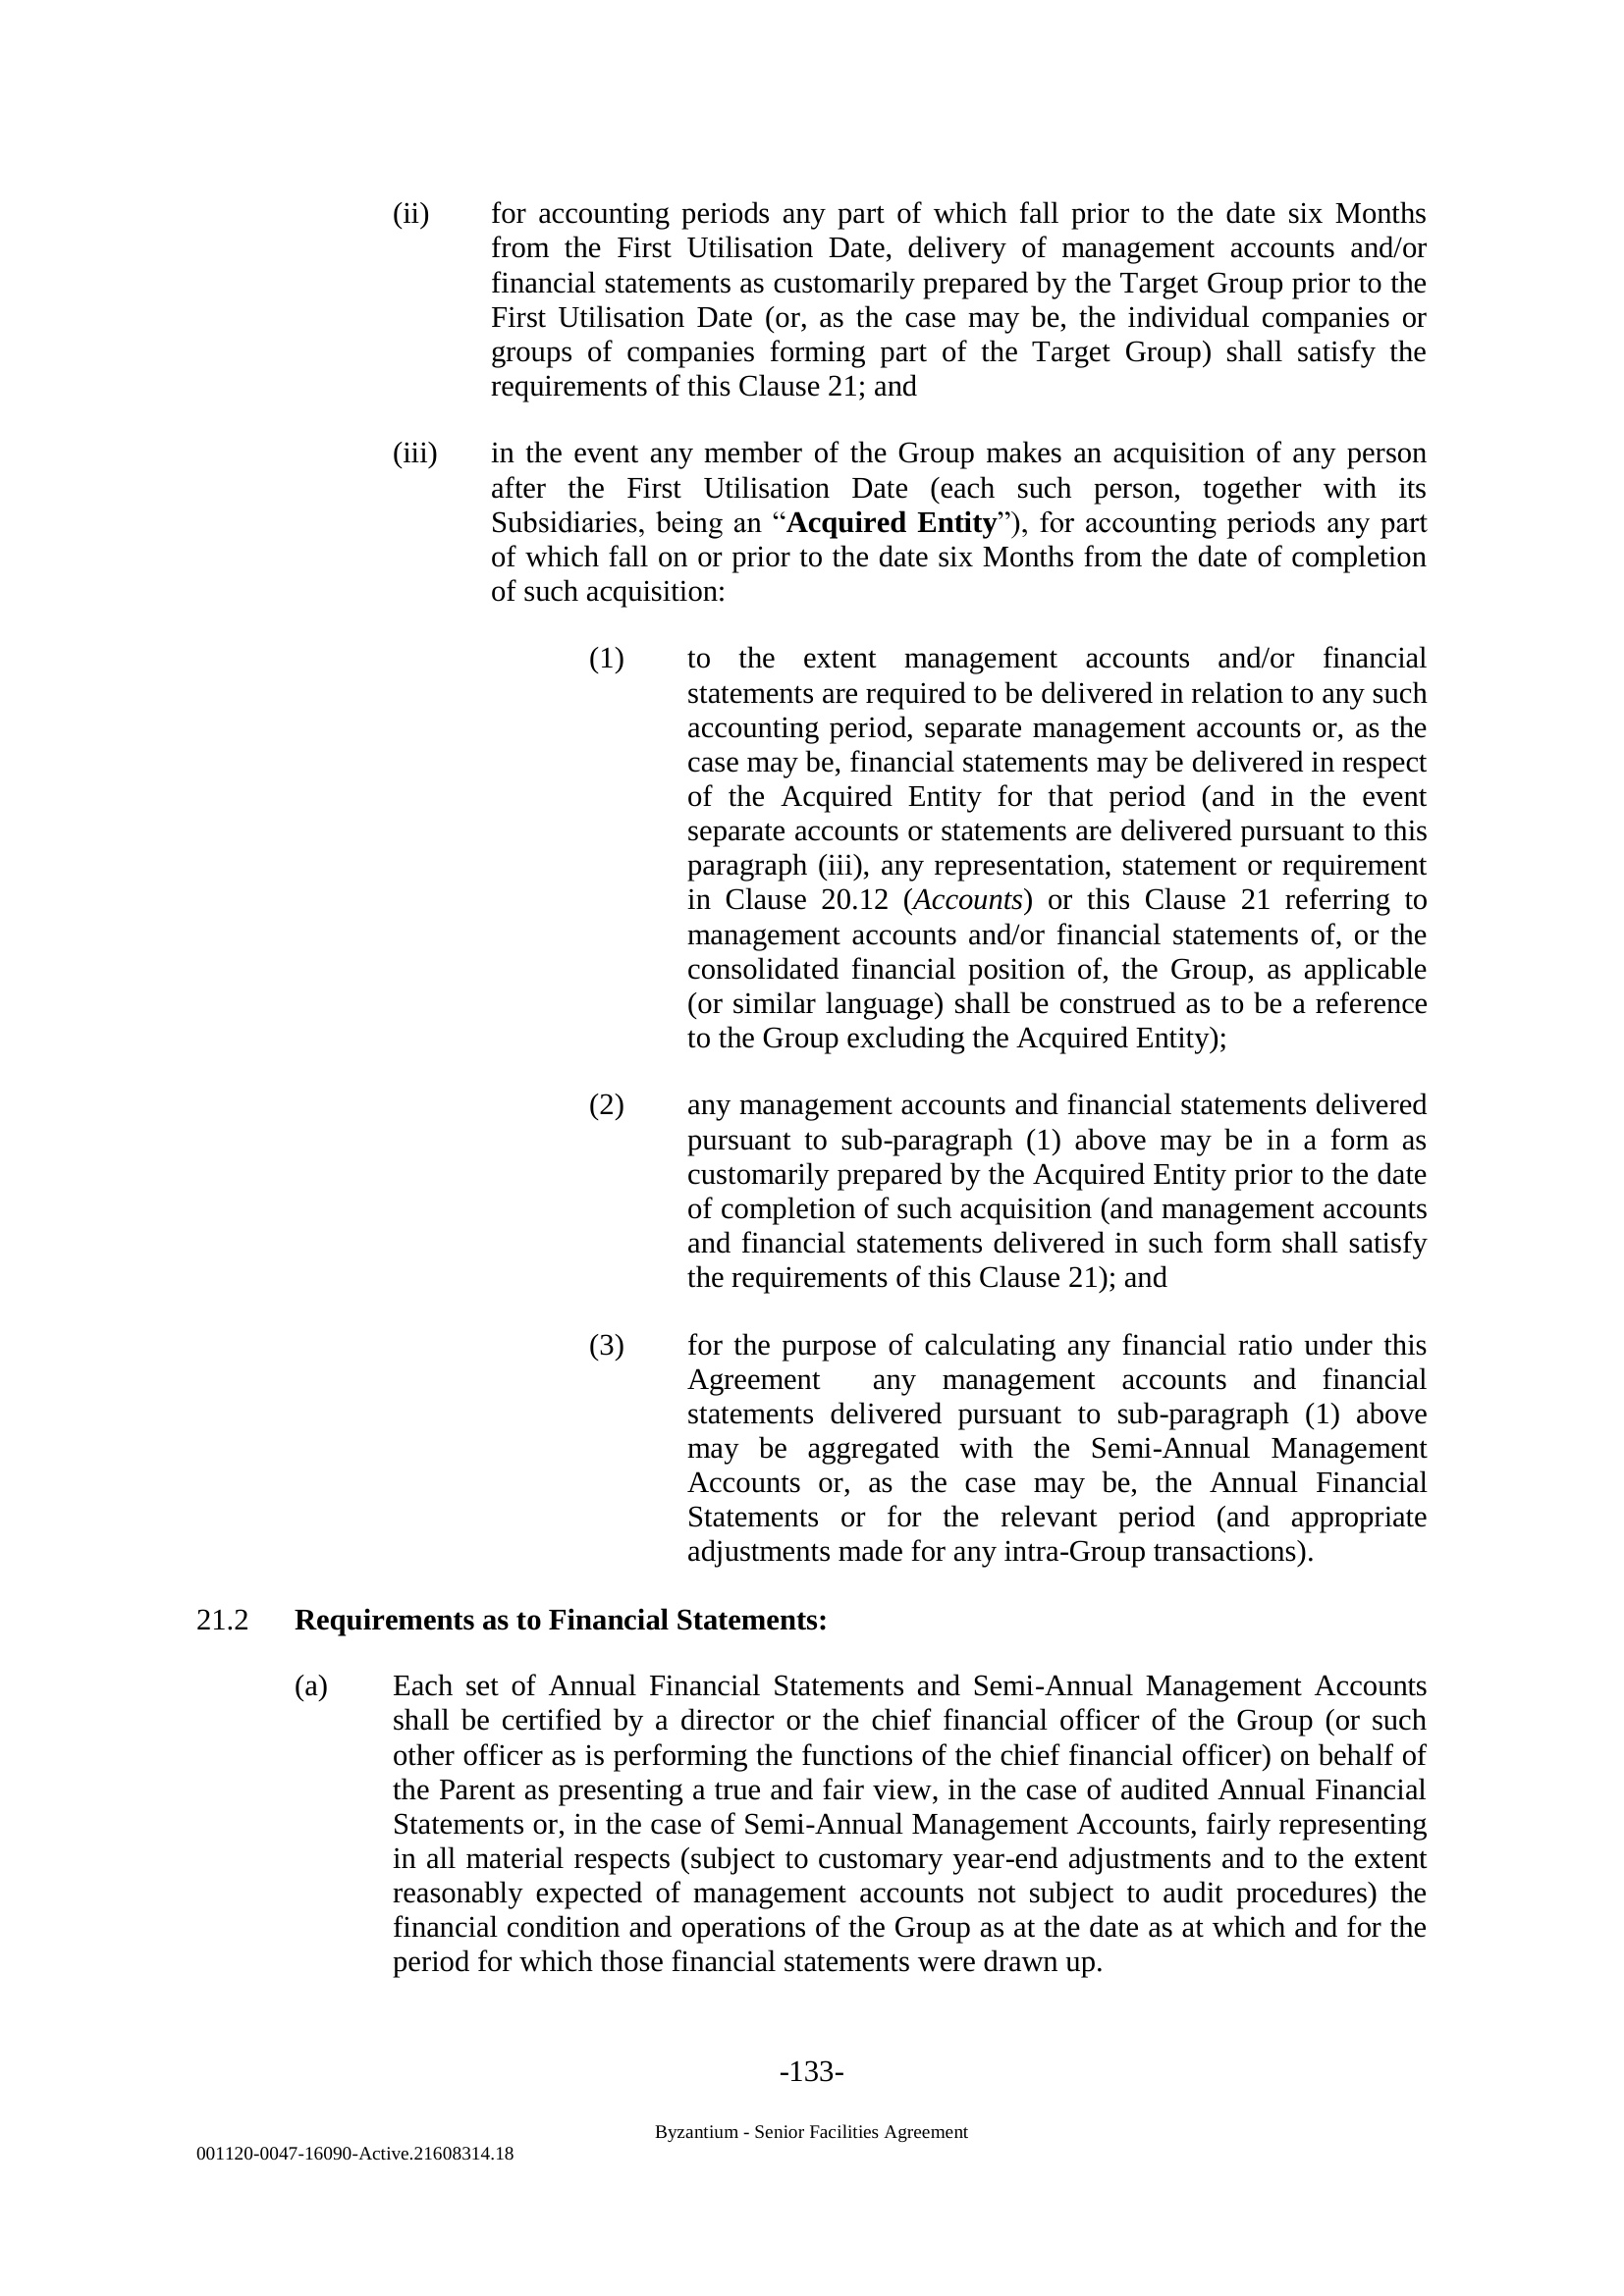 (ii) for accounting periods any part of which fall prior to the date six Months
from the First Utilisation Date, delivery of management accounts and/or
financial statements as customarily prepared by the Target Group prior to the
First Utilisation Date (or, as the case may be, the individual companies or
groups of companies forming part of the Target Group) shall satisfy the
requirements of this Clause 21; and
(iii) in the event any member of the Group makes an acquisition of any person
after the First Utilisation Date (each such person, together with its
Subsidiaries, being an “Acquired Entity”), for accounting periods any part
of which fall on or prior to the date six Months from the date of completion
of such acquisition:
(1) to the extent management accounts and/or financial
statements are required to be delivered in relation to any such
accounting period, separate management accounts or, as the
case may be, financial statements may be delivered in respect
of the Acquired Entity for that period (and in the event
separate accounts or statements are delivered pursuant to this
paragraph (iii), any representation, statement or requirement
in Clause 20.12 (Accounts) or this Clause 21 referring to
management accounts and/or financial statements of, or the
consolidated financial position of, the Group, as applicable
(or similar language) shall be construed as to be a reference
to the Group excluding the Acquired Entity);
(2) any management accounts and financial statements delivered
pursuant to sub-paragraph (1) above may be in a form as
customarily prepared by the Acquired Entity prior to the date
of completion of such acquisition (and management accounts
and financial statements delivered in such form shall satisfy
the requirements of this Clause 21); and
(3) for the purpose of calculating any financial ratio under this
Agreement any management accounts and financial
statements delivered pursuant to sub-paragraph (1) above
may be aggregated with the Semi-Annual Management
Accounts or, as the case may be, the Annual Financial
Statements or for the relevant period (and appropriate
adjustments made for any intra-Group transactions).
21.2 Requirements as to Financial Statements:
(a) Each set of Annual Financial Statements and Semi-Annual Management Accounts
shall be certified by a director or the chief financial officer of the Group (or such
other officer as is performing the functions of the chief financial officer) on behalf of
the Parent as presenting a true and fair view, in the case of audited Annual Financial
Statements or, in the case of Semi-Annual Management Accounts, fairly representing
in all material respects (subject to customary year-end adjustments and to the extent
reasonably expected of management accounts not subject to audit procedures) the
financial condition and operations of the Group as at the date as at which and for the
period for which those financial statements were drawn up.
-133-
Byzantium - Senior Facilities Agreement
001120-0047-16090-Active.21608314.18